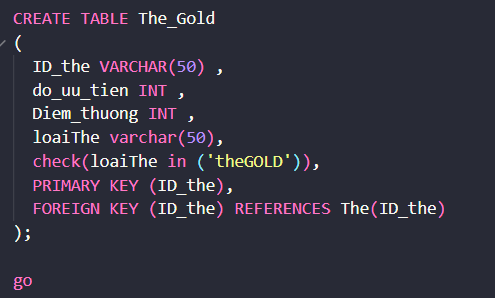 CREATE TABLE The_Gold
(
ID_the VARCHAR(50) ,
do_uu_tien INT ,
Diem_thuong INT ,
loaiThe varchar(50),
check(loaiThe in ('theGOLD')),
PRIMARY KEY (ID_the),
FOREIGN KEY (ID_the) REFERENCES The(ID_the)
);
go